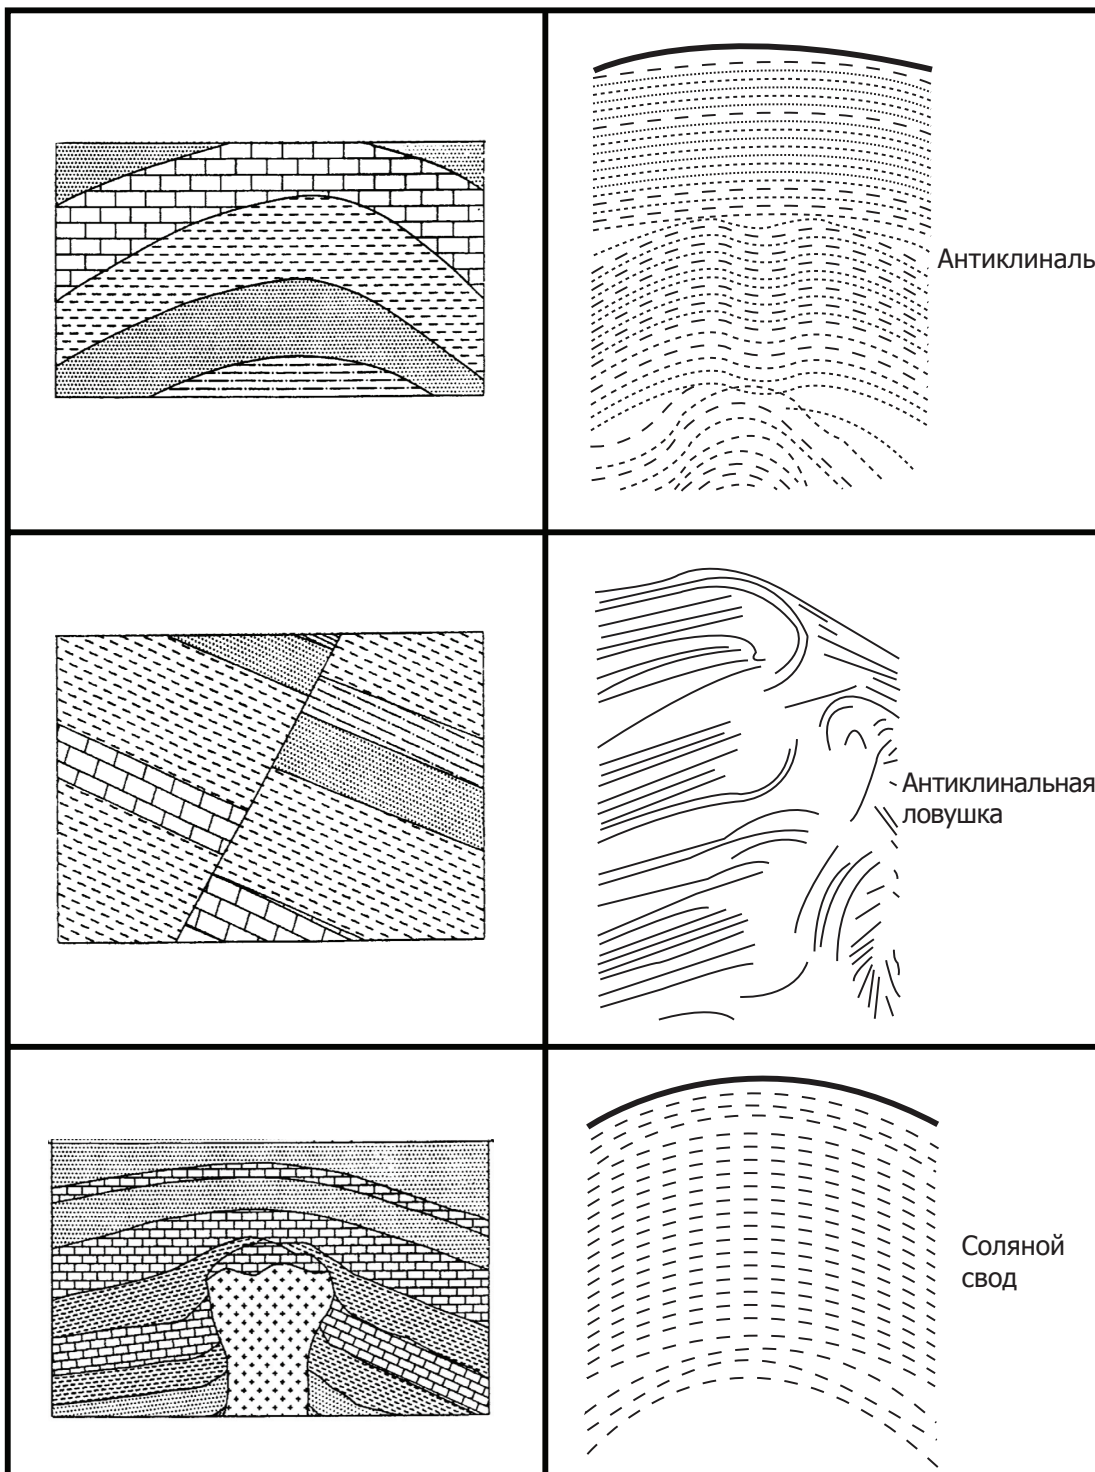 Антиклиналь
Антиклинальная
ловушка
Соляной
свод